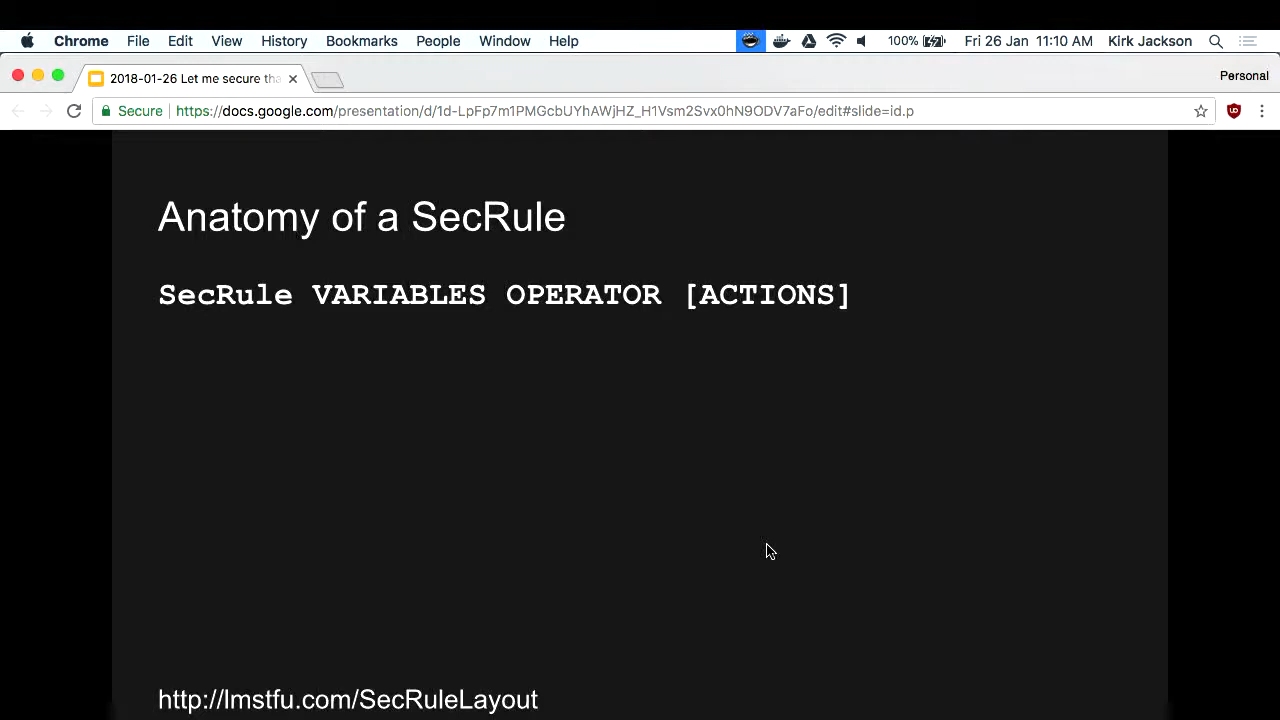 Chrome File Edit View History Bookmarks People Window Help 100% Fri 26 Jan 11:10 AM Kirk Jackson
2018-01-26 Let me secure tha Personal
Secure https://docs.google.com/presentation/d/1d-LpFp7m1PMGcbUYhAWjHZ_H1Vsm2Svx0hN9ODV7aFo/edit#slide=id.p
Anatomy of a SecRule
SecRule VARIABLES OPERATOR [ACTIONS]
http://lmstfu.com/SecRuleLayout